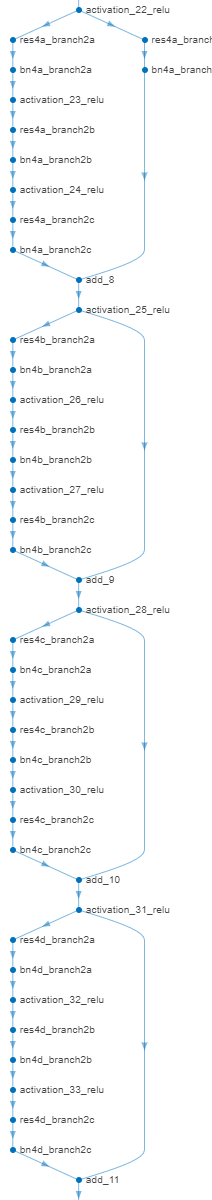 activation_22_relu
res4a_branch2a
res4a_branch
bn4a_branch2a
bn4a_branch
activation_23_relu
res4a_branch2b
bn4a_branch2b
activation_24_relu
res4a_branch2c
bn4a_branch2c
add_8
activation_25_relu
res4b_branch2a
bn4b_branch2a
activation_26_relu
res4b_branch2b
bn4b_branch2b
activation_27_relu
res4b_branch2c
bn4b_branch2c
add_9
activation_28_relu
res4c_branch2a
bn4c_branch2a
activation_29_relu
res4c_branch2b
bn4c_branch2b
activation_30_relu
res4c_branch2c
bn4c_branch2c
add_10
activation_31_relu
res4d_branch2a
bn4d_branch2a
activation_32_relu
res4d_branch2b
bn4d_branch2b
activation_33_relu
res4d_branch2c
bn4d_branch2c
add_11